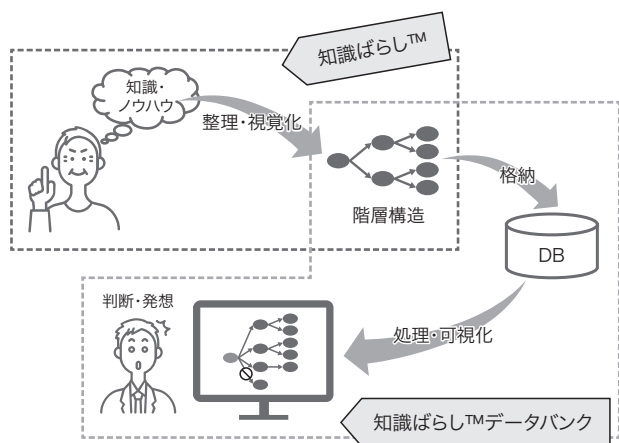 知識ばらし™
知識・
ノウハウ
整理・視覚化
階層構造
格納
DB
判断・発想
処理・可視化
知識ばらし™データバンク